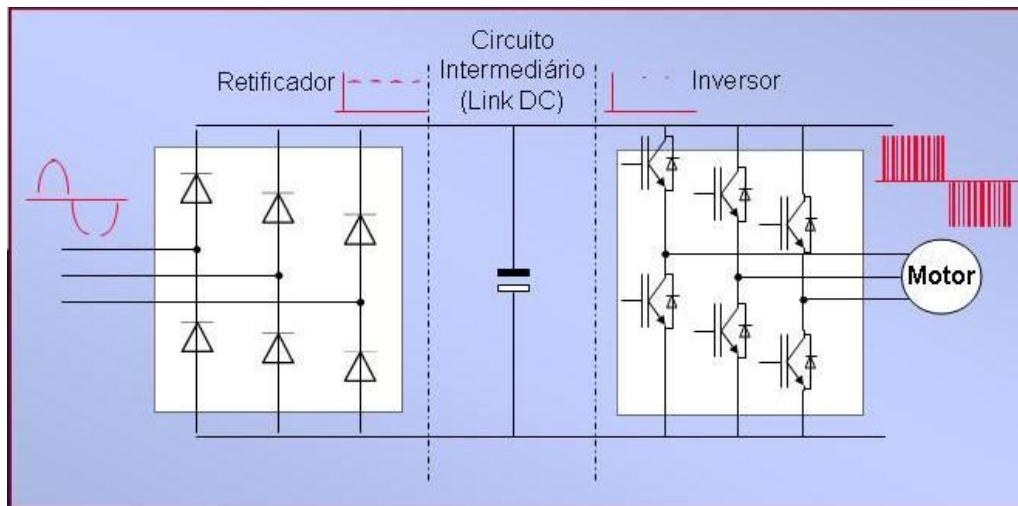 Circuito
Intermediário
(Link DC)
Retificador
Inversor
Motor